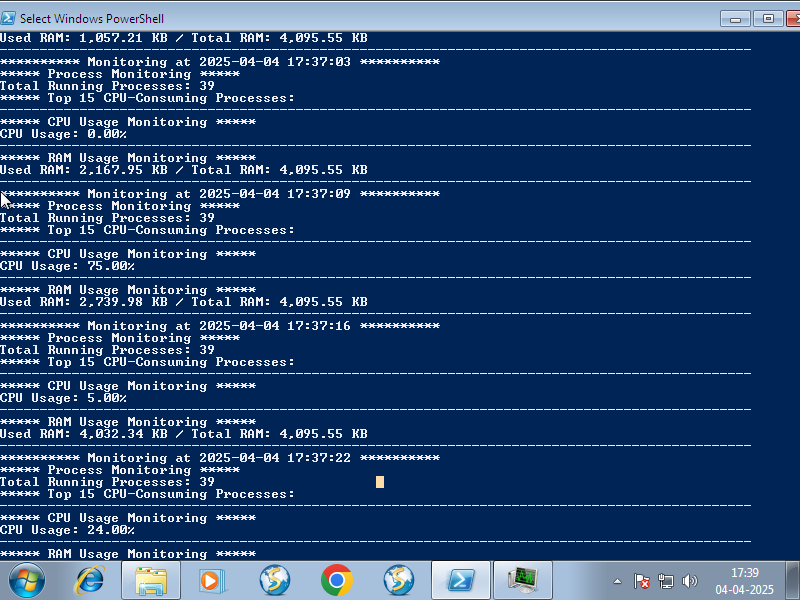 Select Windows PowerShell
Used RAM: 1,057.21 KB / Total RAM: 4,095.55 KB
----------------------------------------------------------------------------------------------
********** Monitoring at 2025-04-04 17:37:03 **********
***** Process Monitoring *****
Total Running Processes: 39
***** Top 15 CPU-Consuming Processes:
----------------------------------------------------------------------------------------------
***** CPU Usage Monitoring *****
CPU Usage: 0.00%
----------------------------------------------------------------------------------------------
***** RAM Usage Monitoring *****
Used RAM: 2,167.95 KB / Total RAM: 4,095.55 KB
----------------------------------------------------------------------------------------------
********** Monitoring at 2025-04-04 17:37:09 **********
***** Process Monitoring *****
Total Running Processes: 39
***** Top 15 CPU-Consuming Processes:
----------------------------------------------------------------------------------------------
***** CPU Usage Monitoring *****
CPU Usage: 75.00%
----------------------------------------------------------------------------------------------
***** RAM Usage Monitoring *****
Used RAM: 2,739.98 KB / Total RAM: 4,095.55 KB
----------------------------------------------------------------------------------------------
********** Monitoring at 2025-04-04 17:37:16 **********
***** Process Monitoring *****
Total Running Processes: 39
***** Top 15 CPU-Consuming Processes:
----------------------------------------------------------------------------------------------
***** CPU Usage Monitoring *****
CPU Usage: 5.00%
----------------------------------------------------------------------------------------------
***** RAM Usage Monitoring *****
Used RAM: 4,032.34 KB / Total RAM: 4,095.55 KB
----------------------------------------------------------------------------------------------
********** Monitoring at 2025-04-04 17:37:22 **********
***** Process Monitoring *****
Total Running Processes: 39
***** Top 15 CPU-Consuming Processes:
----------------------------------------------------------------------------------------------
***** CPU Usage Monitoring *****
CPU Usage: 24.00%
----------------------------------------------------------------------------------------------
***** RAM Usage Monitoring *****
17:39
04-04-2025